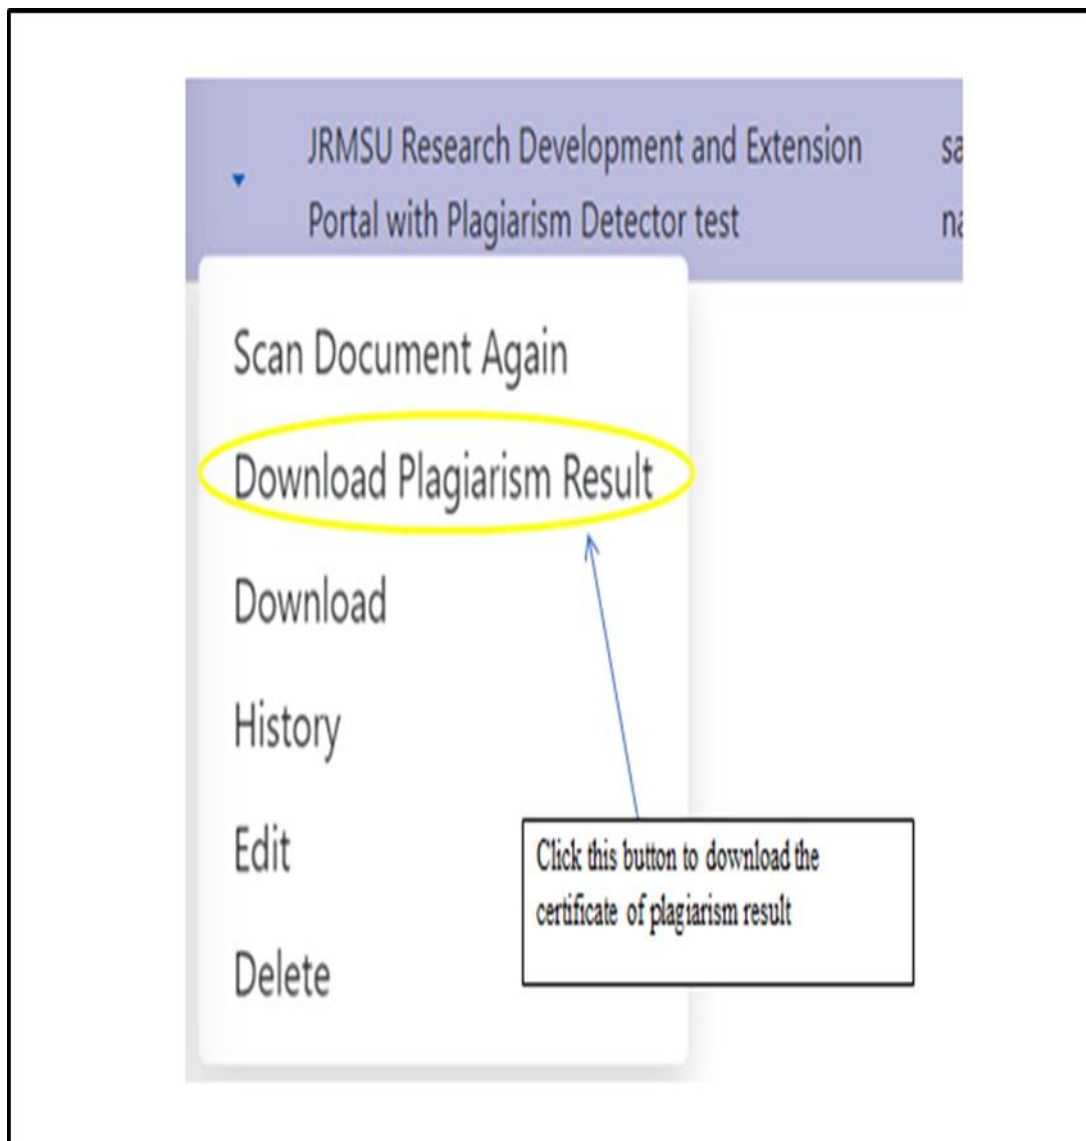 JRMSU Research Development and Extension
Portal with Plagiarism Detector test
Scan Document Again
Download Plagiarism Result
Download
History
Edit
Delete
Click this button to download the
certificate of plagiarism result